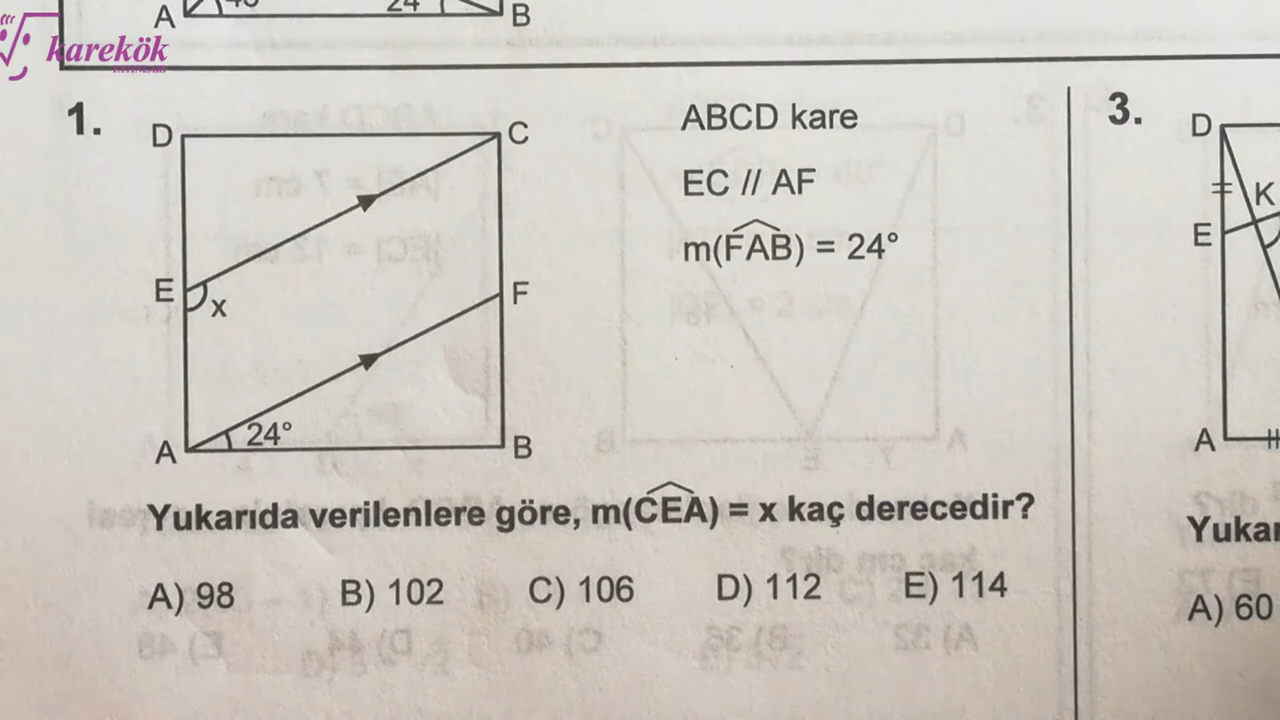 A 24° B
karekök
1.
D C
E x F
A 24° B
ABCD kare
EC // AF
m(FAB) = 24°
Yukarıda verilenlere göre, m(CEA) = x kaç derecedir?
A) 98 B) 102 C) 106 D) 112 E) 114
3.
D
K
E
A
Yukar
A) 60